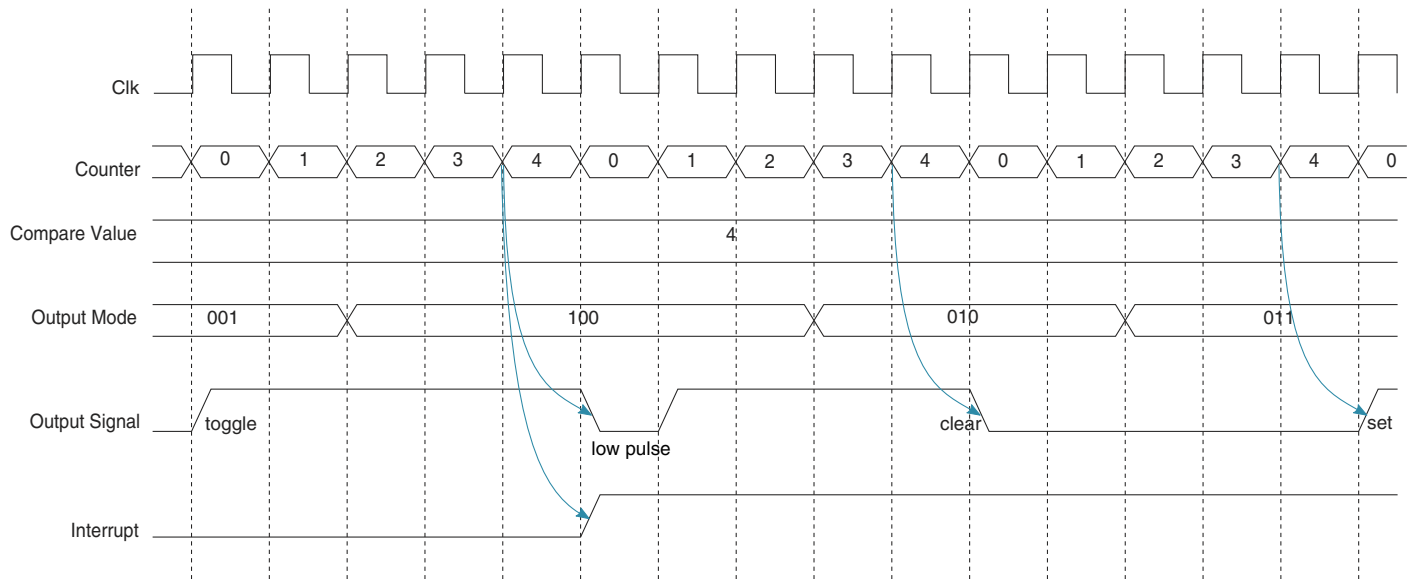 Clk
Counter 0 1 2 3 4 0 1 2 3 4 0 1 2 3 4 0
Compare Value 4
Output Mode 001 100 010 011
Output Signal toggle low pulse clear set
Interrupt